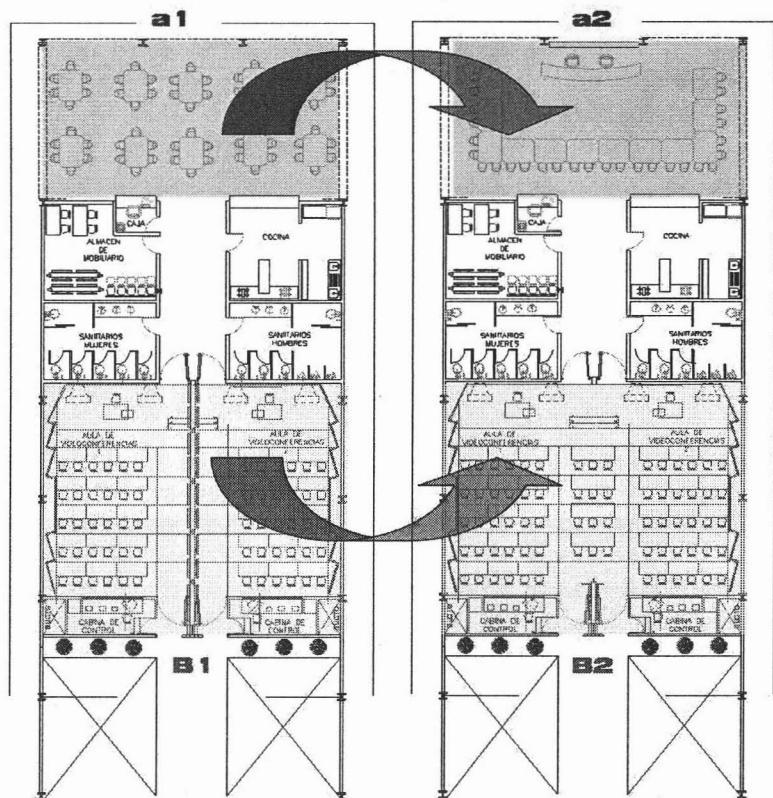 a1
CAJA
ALMACEN
DE
MOBILIARIO
COCINA
SANITARIOS
MUJERES
SANITARIOS
HOMBRES
AULA DE
VIDEOCONFERENCIAS
AULA DE
VIDEOCONFERENCIAS
CABINA DE
CONTROL
CABINA DE
CONTROL
B1
a2
CAJA
ALMACEN
DE
MOBILIARIO
COCINA
SANITARIOS
MUJERES
SANITARIOS
HOMBRES
AULA DE
VIDEOCONFERENCIAS
AULA DE
VIDEOCONFERENCIAS
CABINA DE
CONTROL
CABINA DE
CONTROL
B2